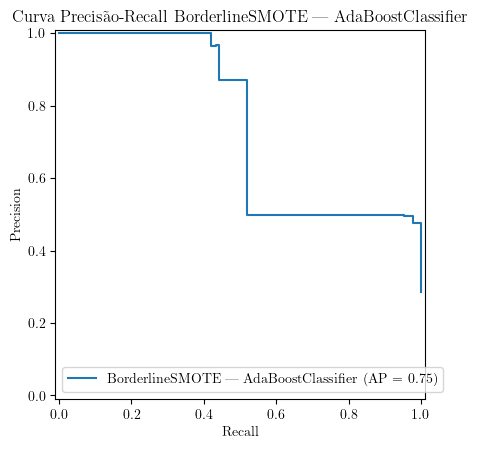 Curva Precisão-Recall BorderlineSMOTE — AdaBoostClassifier
1.0
0.8
0.6
0.4
0.2
0.0
Precision
BorderlineSMOTE — AdaBoostClassifier (AP = 0.75)
0.0 0.2 0.4 0.6 0.8 1.0
Recall